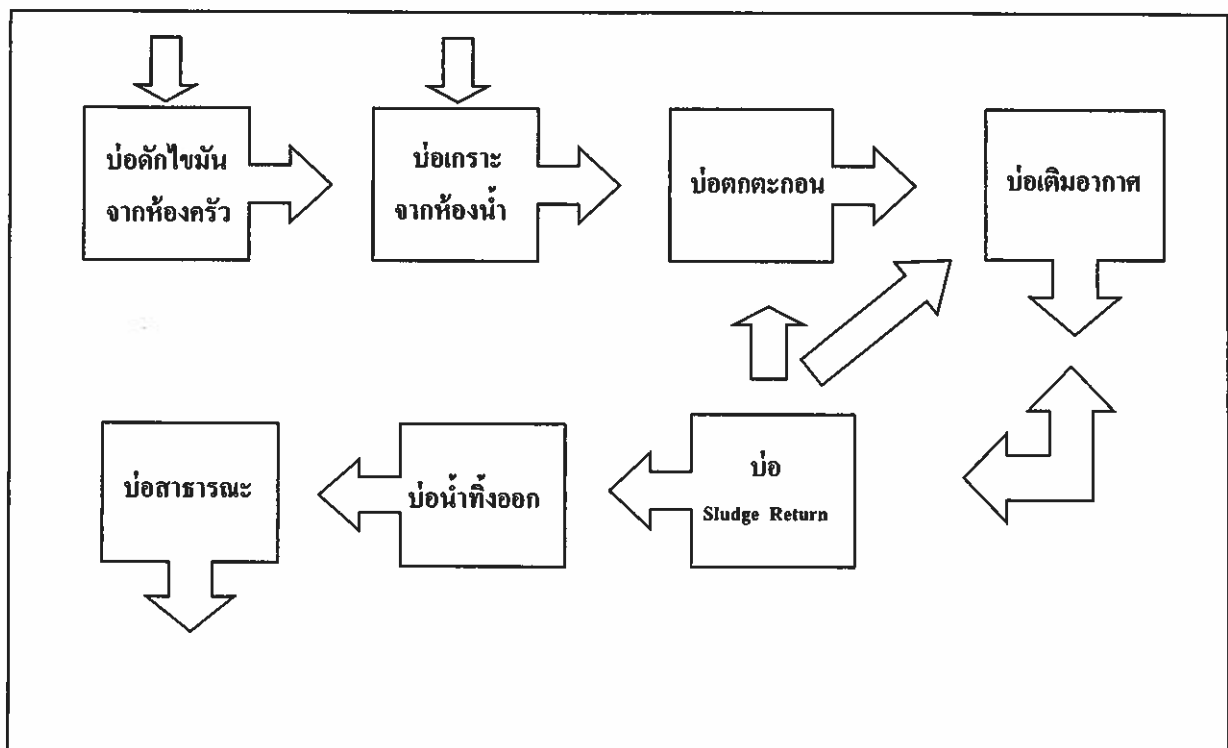 บ่อดักไขมัน
จากห้องครัว
บ่อเกราะ
จากห้องน้ำ
บ่อตกตะกอน
บ่อเติมอากาศ
บ่อสาธารณะ
บ่อน้ำทิ้งออก
บ่อ
Sludge Return